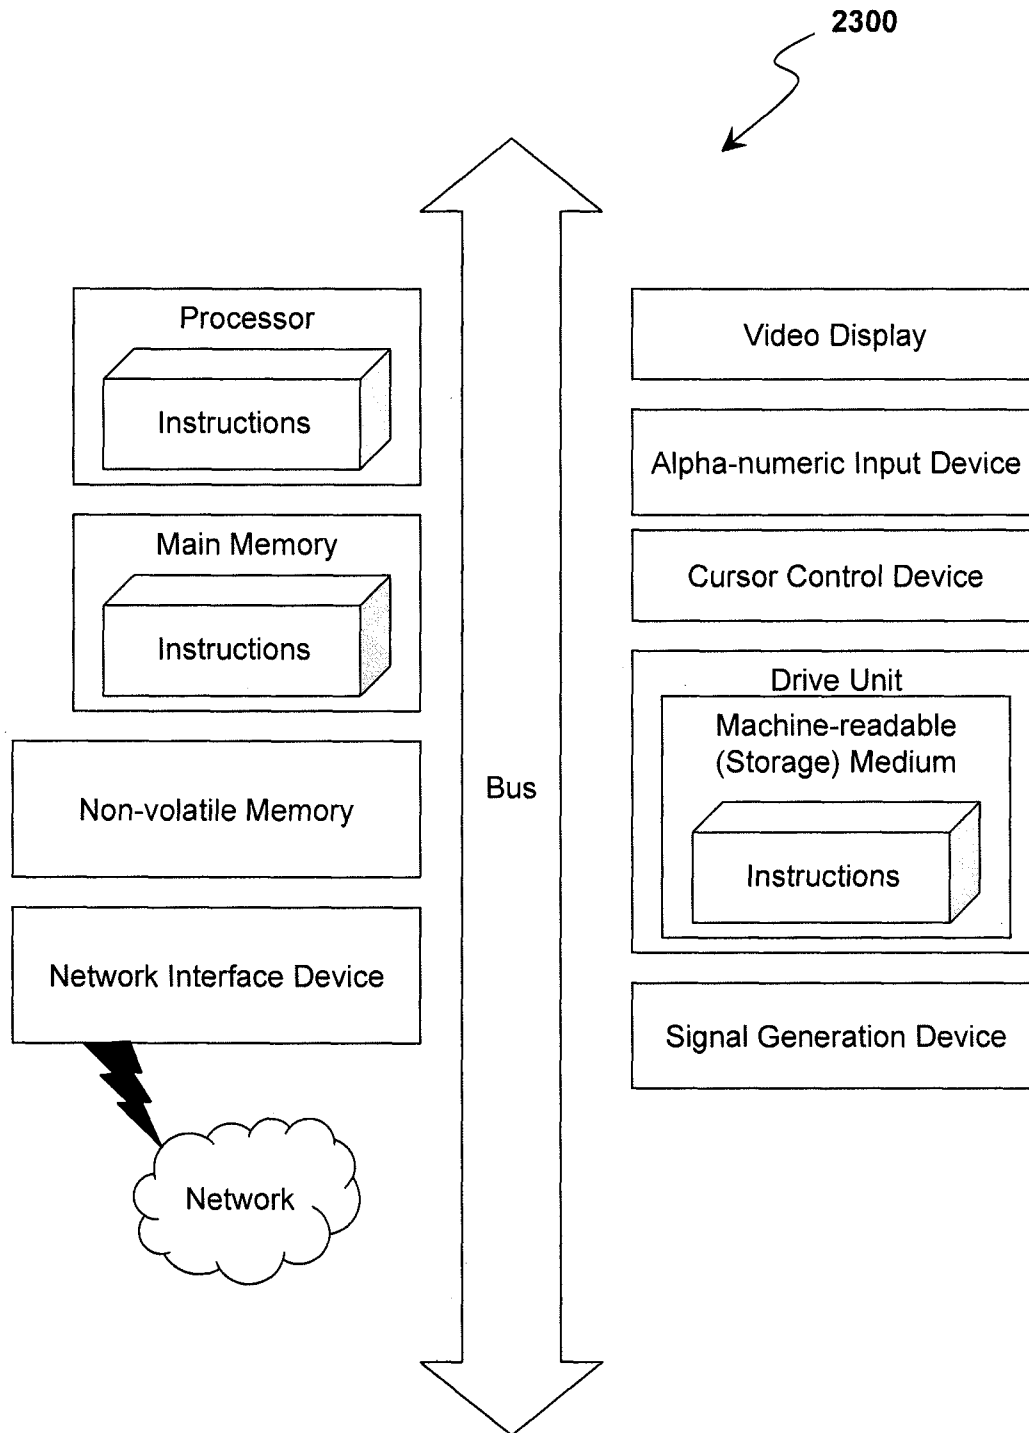 2300
Processor
Instructions
Main Memory
Instructions
Non-volatile Memory
Network Interface Device
Network
Bus
Video Display
Alpha-numeric Input Device
Cursor Control Device
Drive Unit
Machine-readable
(Storage) Medium
Instructions
Signal Generation Device